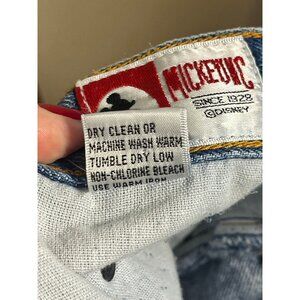 MICKEY INC
SINCE 1928
©DISNEY
DRY CLEAN OR
MACHINE WASH WARM
TUMBLE DRY LOW
NON-CHLORINE BLEACH
USE WARM IRON